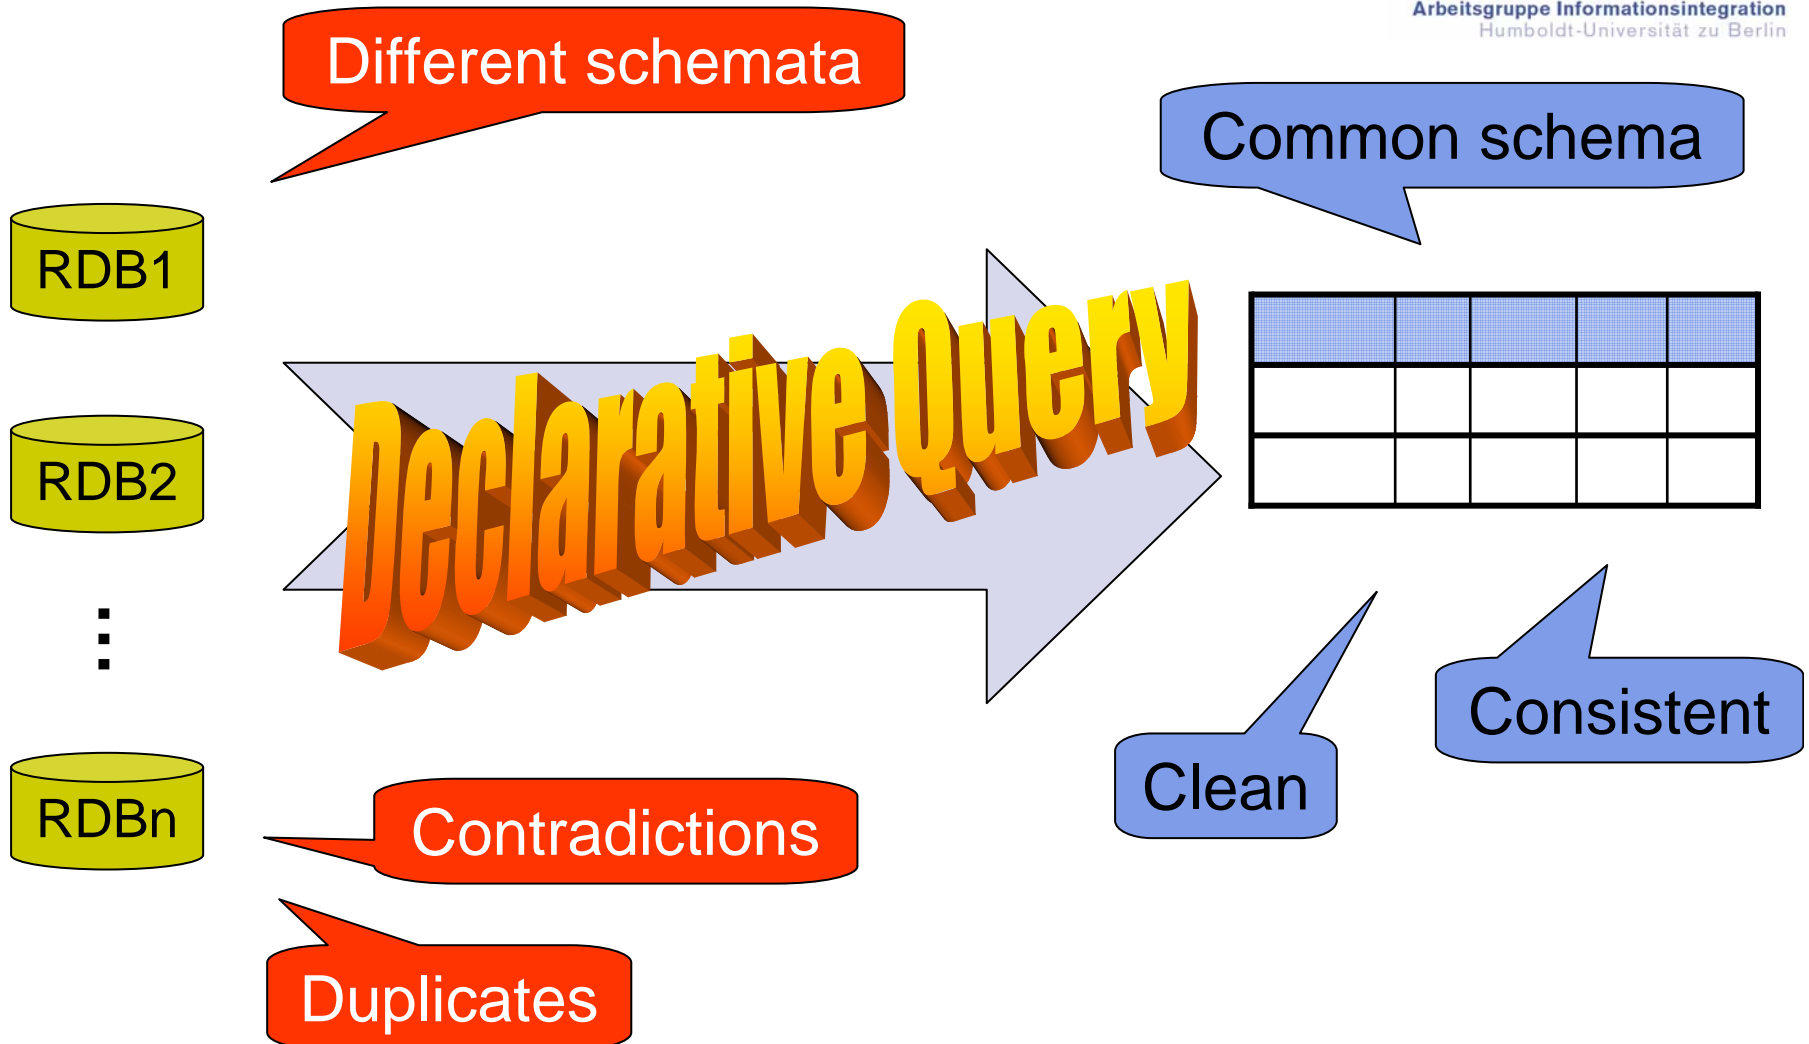 Arbeitsgruppe Informationsintegration
Humboldt-Universität zu Berlin
Different schemata
Common schema
RDB1
RDB2
RDBn
Declarative Query
Contradictions
Duplicates
Clean
Consistent